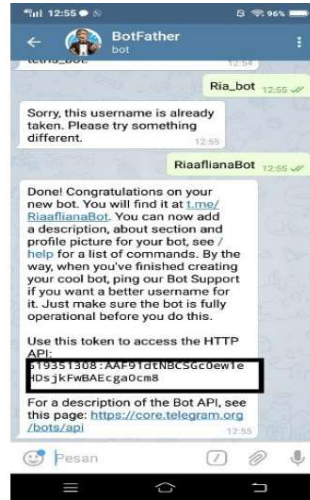 12:55
96%
BotFather
bot
12:54
Ria_bot 12:55
Sorry, this username is already
taken. Please try something
different.
12:55
RiaaflianaBot 12:55
Done! Congratulations on your
new bot. You will find it at t.me/
RiaaflianaBot. You can now add
a description, about section and
profile picture for your bot, see /
help for a list of commands. By the
way, when you've finished creating
your cool bot, ping our Bot Support
if you want a better username for
it. Just make sure the bot is fully
operational before you do this.
Use this token to access the HTTP
API:
619351308:AAF91dtNBCSGc0ew1e
HDsjkFwBAEcga0cm8
For a description of the Bot API, see
this page: https://core.telegram.org
/bots/api
12:55
Pesan